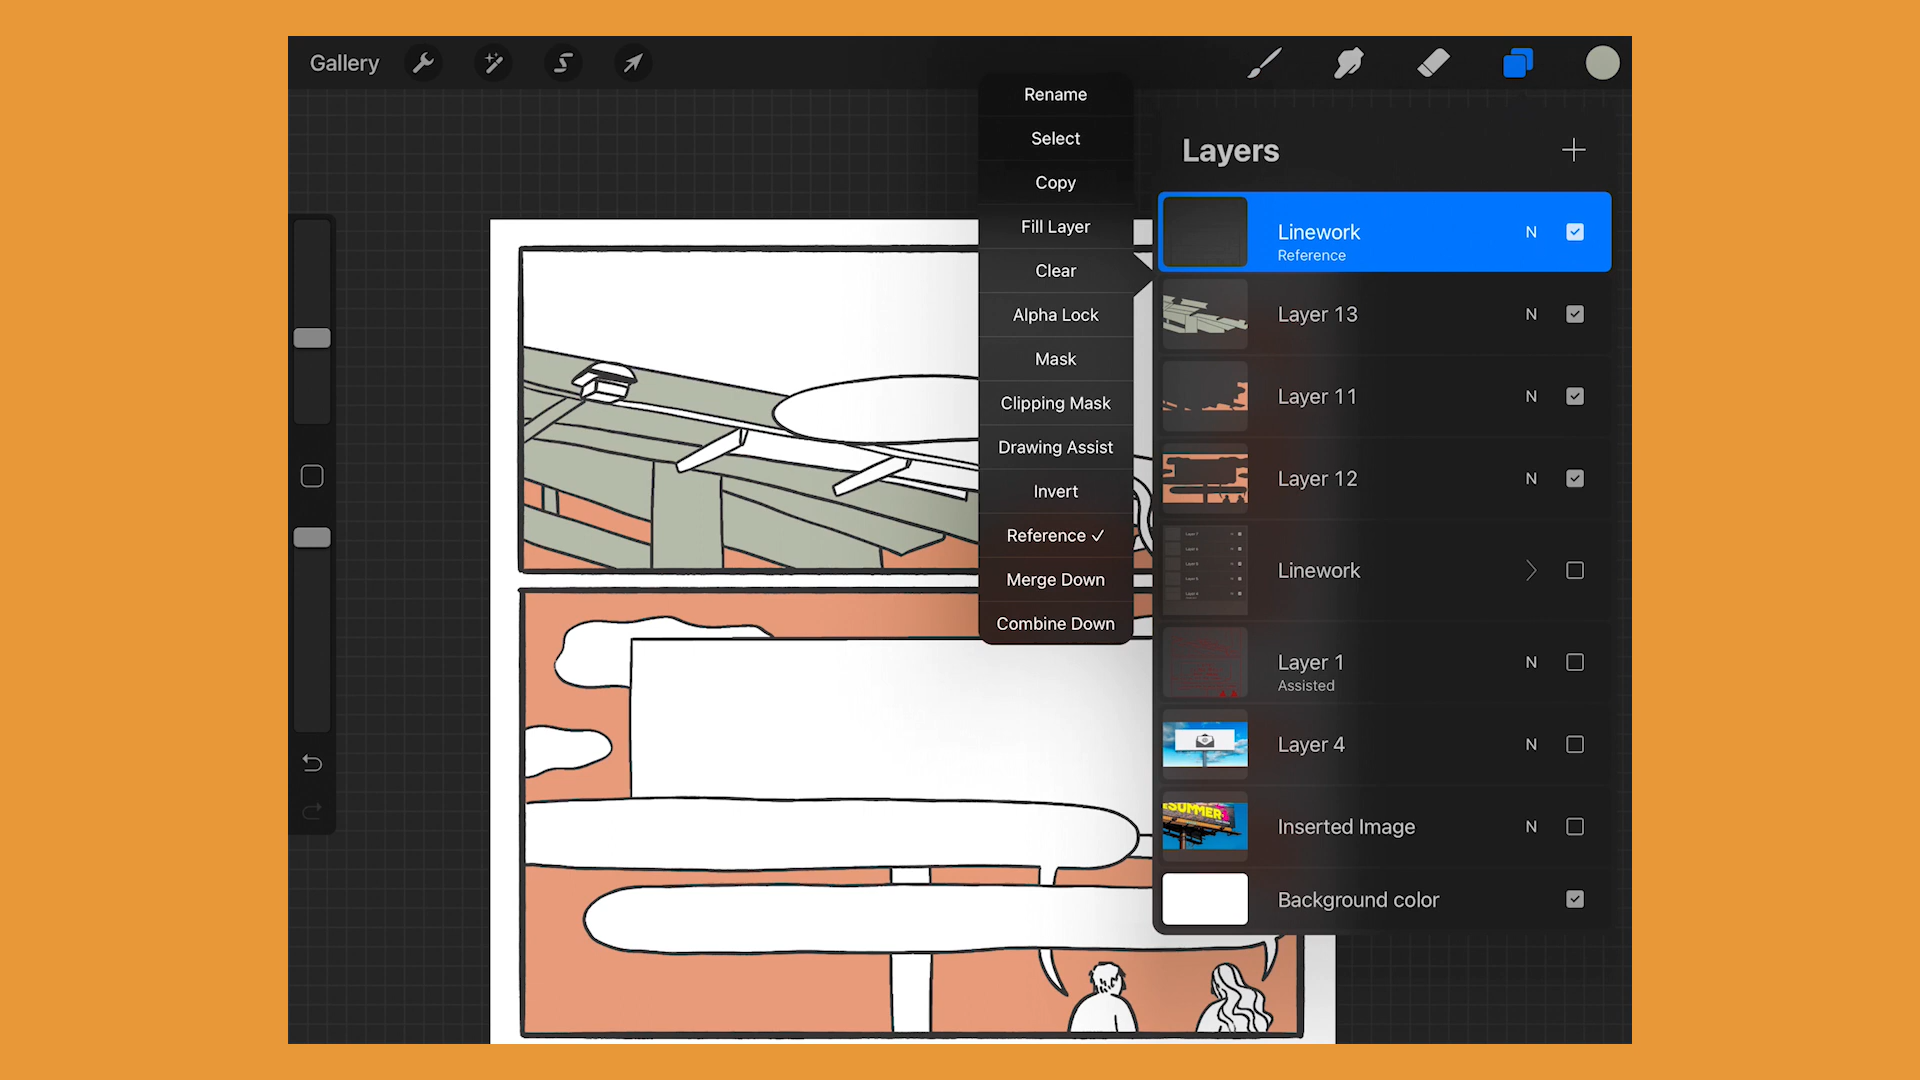 Gallery
Rename
Select
Copy
Fill Layer
Clear
Alpha Lock
Mask
Clipping Mask
Drawing Assist
Invert
Reference ✓
Merge Down
Combine Down
Layers
Linework N
Reference
Layer 13 N
Layer 11 N
Layer 12 N
Linework
Layer 1 N
Assisted
Layer 4 N
SUMMER
Inserted Image N
Background color